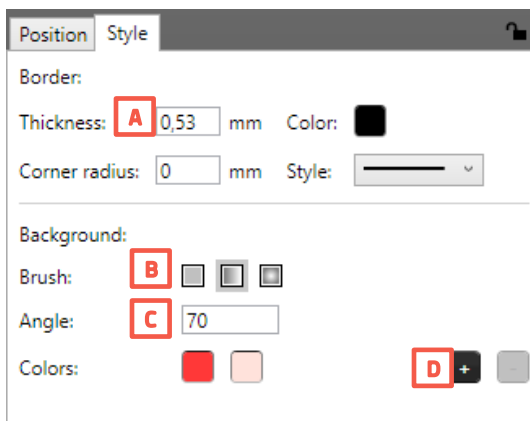 Position Style
Border:
Thickness: A 0,53 mm Color:
Corner radius: 0 mm Style:
Background:
Brush: B
Angle: C 70
Colors: D + -